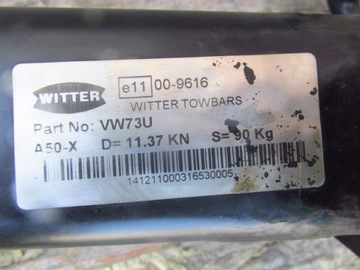 WITTER
e11 00-9616
WITTER TOWBARS
Part No: VW73U
A50-X D= 11.37 KN S= 90 Kg
141211000316530005